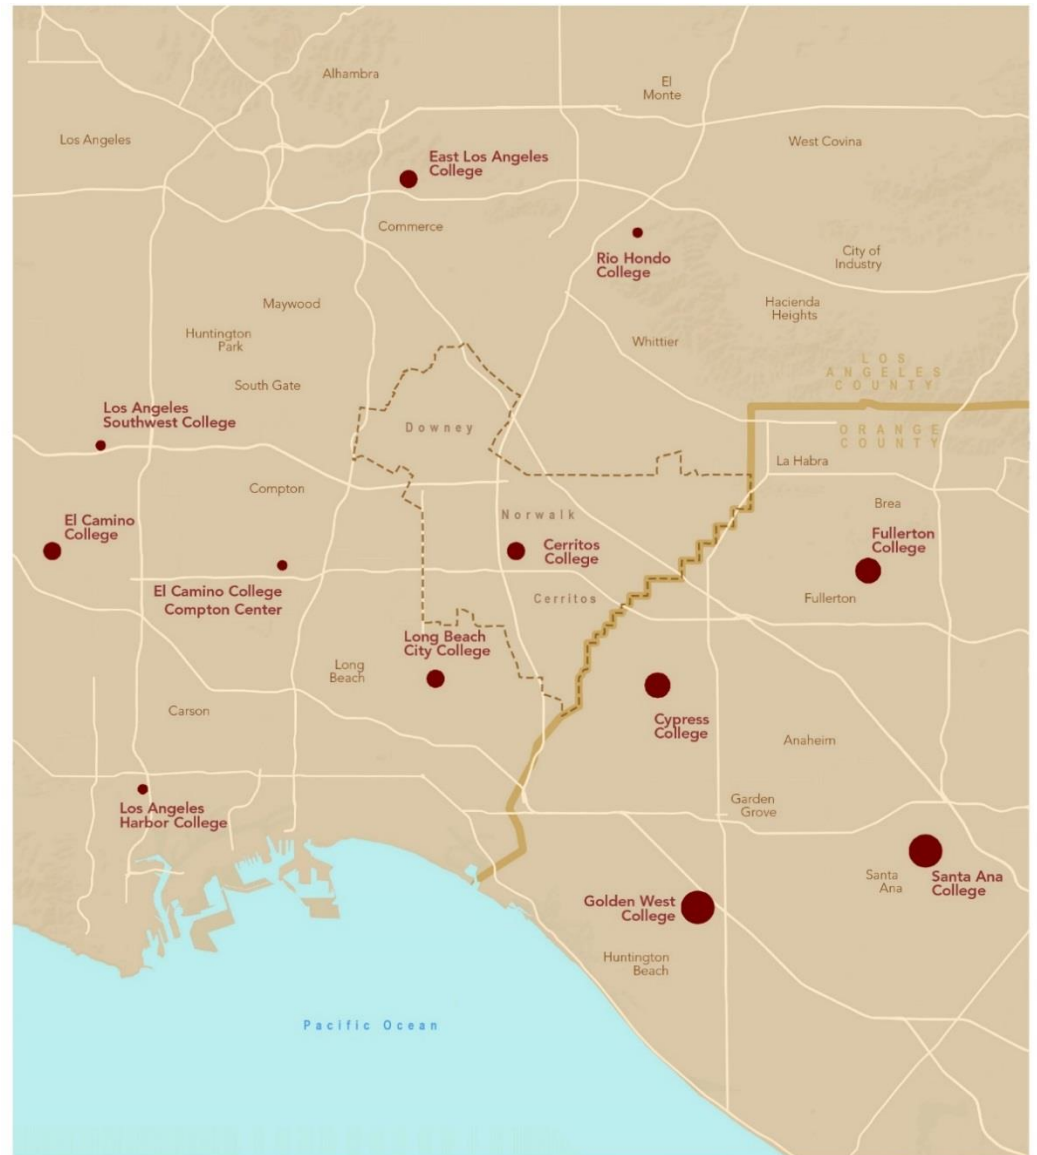 Alhambra
El
Monte
Los Angeles
West Covina
East Los Angeles
College
Commerce
Rio Hondo
College
City of
Industry
Maywood
Hacienda
Heights
Huntington
Park
Whittier
LOS
ANGELES
COUNTY
South Gate
Los Angeles
Southwest College
Downey
ORANGE
COUNTY
La Habra
Compton
Brea
Norwalk
El Camino
College
Cerritos
College
Fullerton
College
El Camino College
Compton Center
Cerritos
Fullerton
Long Beach
City College
Long
Beach
Carson
Cypress
College
Anaheim
Garden
Grove
Los Angeles
Harbor College
Santa
Ana
Santa Ana
College
Golden West
College
Huntington
Beach
Pacific Ocean